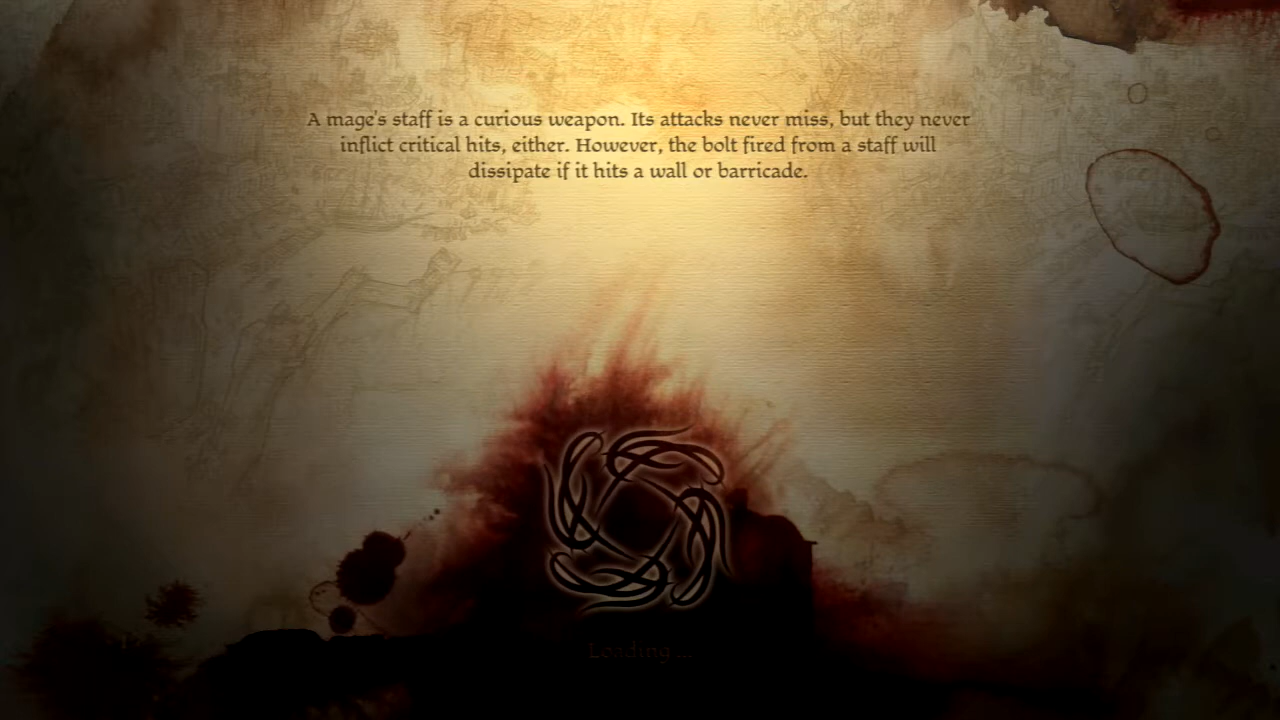 A mage's staff is a curious weapon. Its attacks never miss, but they never
inflict critical hits, either. However, the bolt fired from a staff will
dissipate if it hits a wall or barricade.
Loading ...